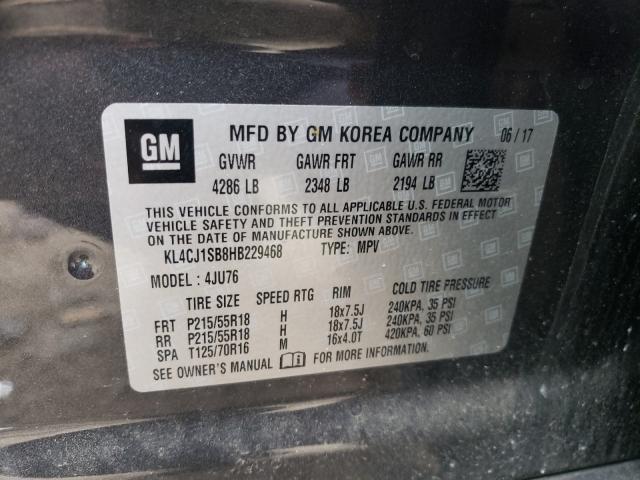 GM MFD BY GM KOREA COMPANY 06/17
GVWR GAWR FRT GAWR RR
4286 LB 2348 LB 2194 LB
THIS VEHICLE CONFORMS TO ALL APPLICABLE U.S. FEDERAL MOTOR
VEHICLE SAFETY AND THEFT PREVENTION STANDARDS IN EFFECT
ON THE DATE OF MANUFACTURE SHOWN ABOVE.
KL4CJ1SB8HB229468 TYPE: MPV
MODEL: 4JU76
TIRE SIZE SPEED RTG RIM COLD TIRE PRESSURE
FRT P215/55R18 H 18x7.5J 240KPA, 35 PSI
RR P215/55R18 H 18x7.5J 240KPA, 35 PSI
SPA T125/70R16 M 16x4.0T 420KPA, 60 PSI
SEE OWNER'S MANUAL FOR MORE INFORMATION